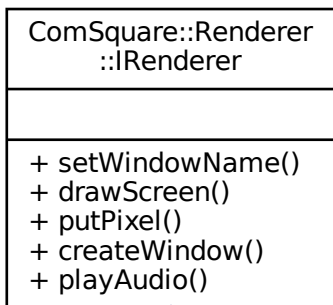 ComSquare::Renderer
::IRenderer
+ setWindowName()
+ drawScreen()
+ putPixel()
+ createWindow()
+ playAudio()